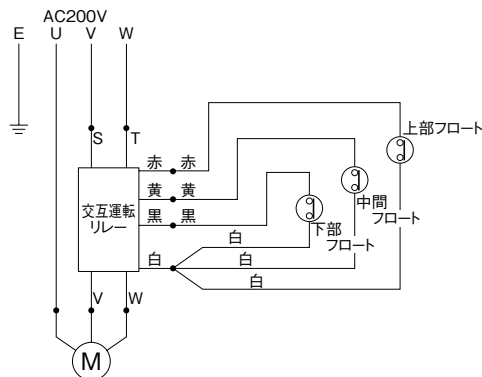 AC200V
E U V W
S T
赤 赤
黄 黄
黒 黒
白
交互運転
リレー
上部フロート
中間
フロート
下部
フロート
白
白
白
V W
M